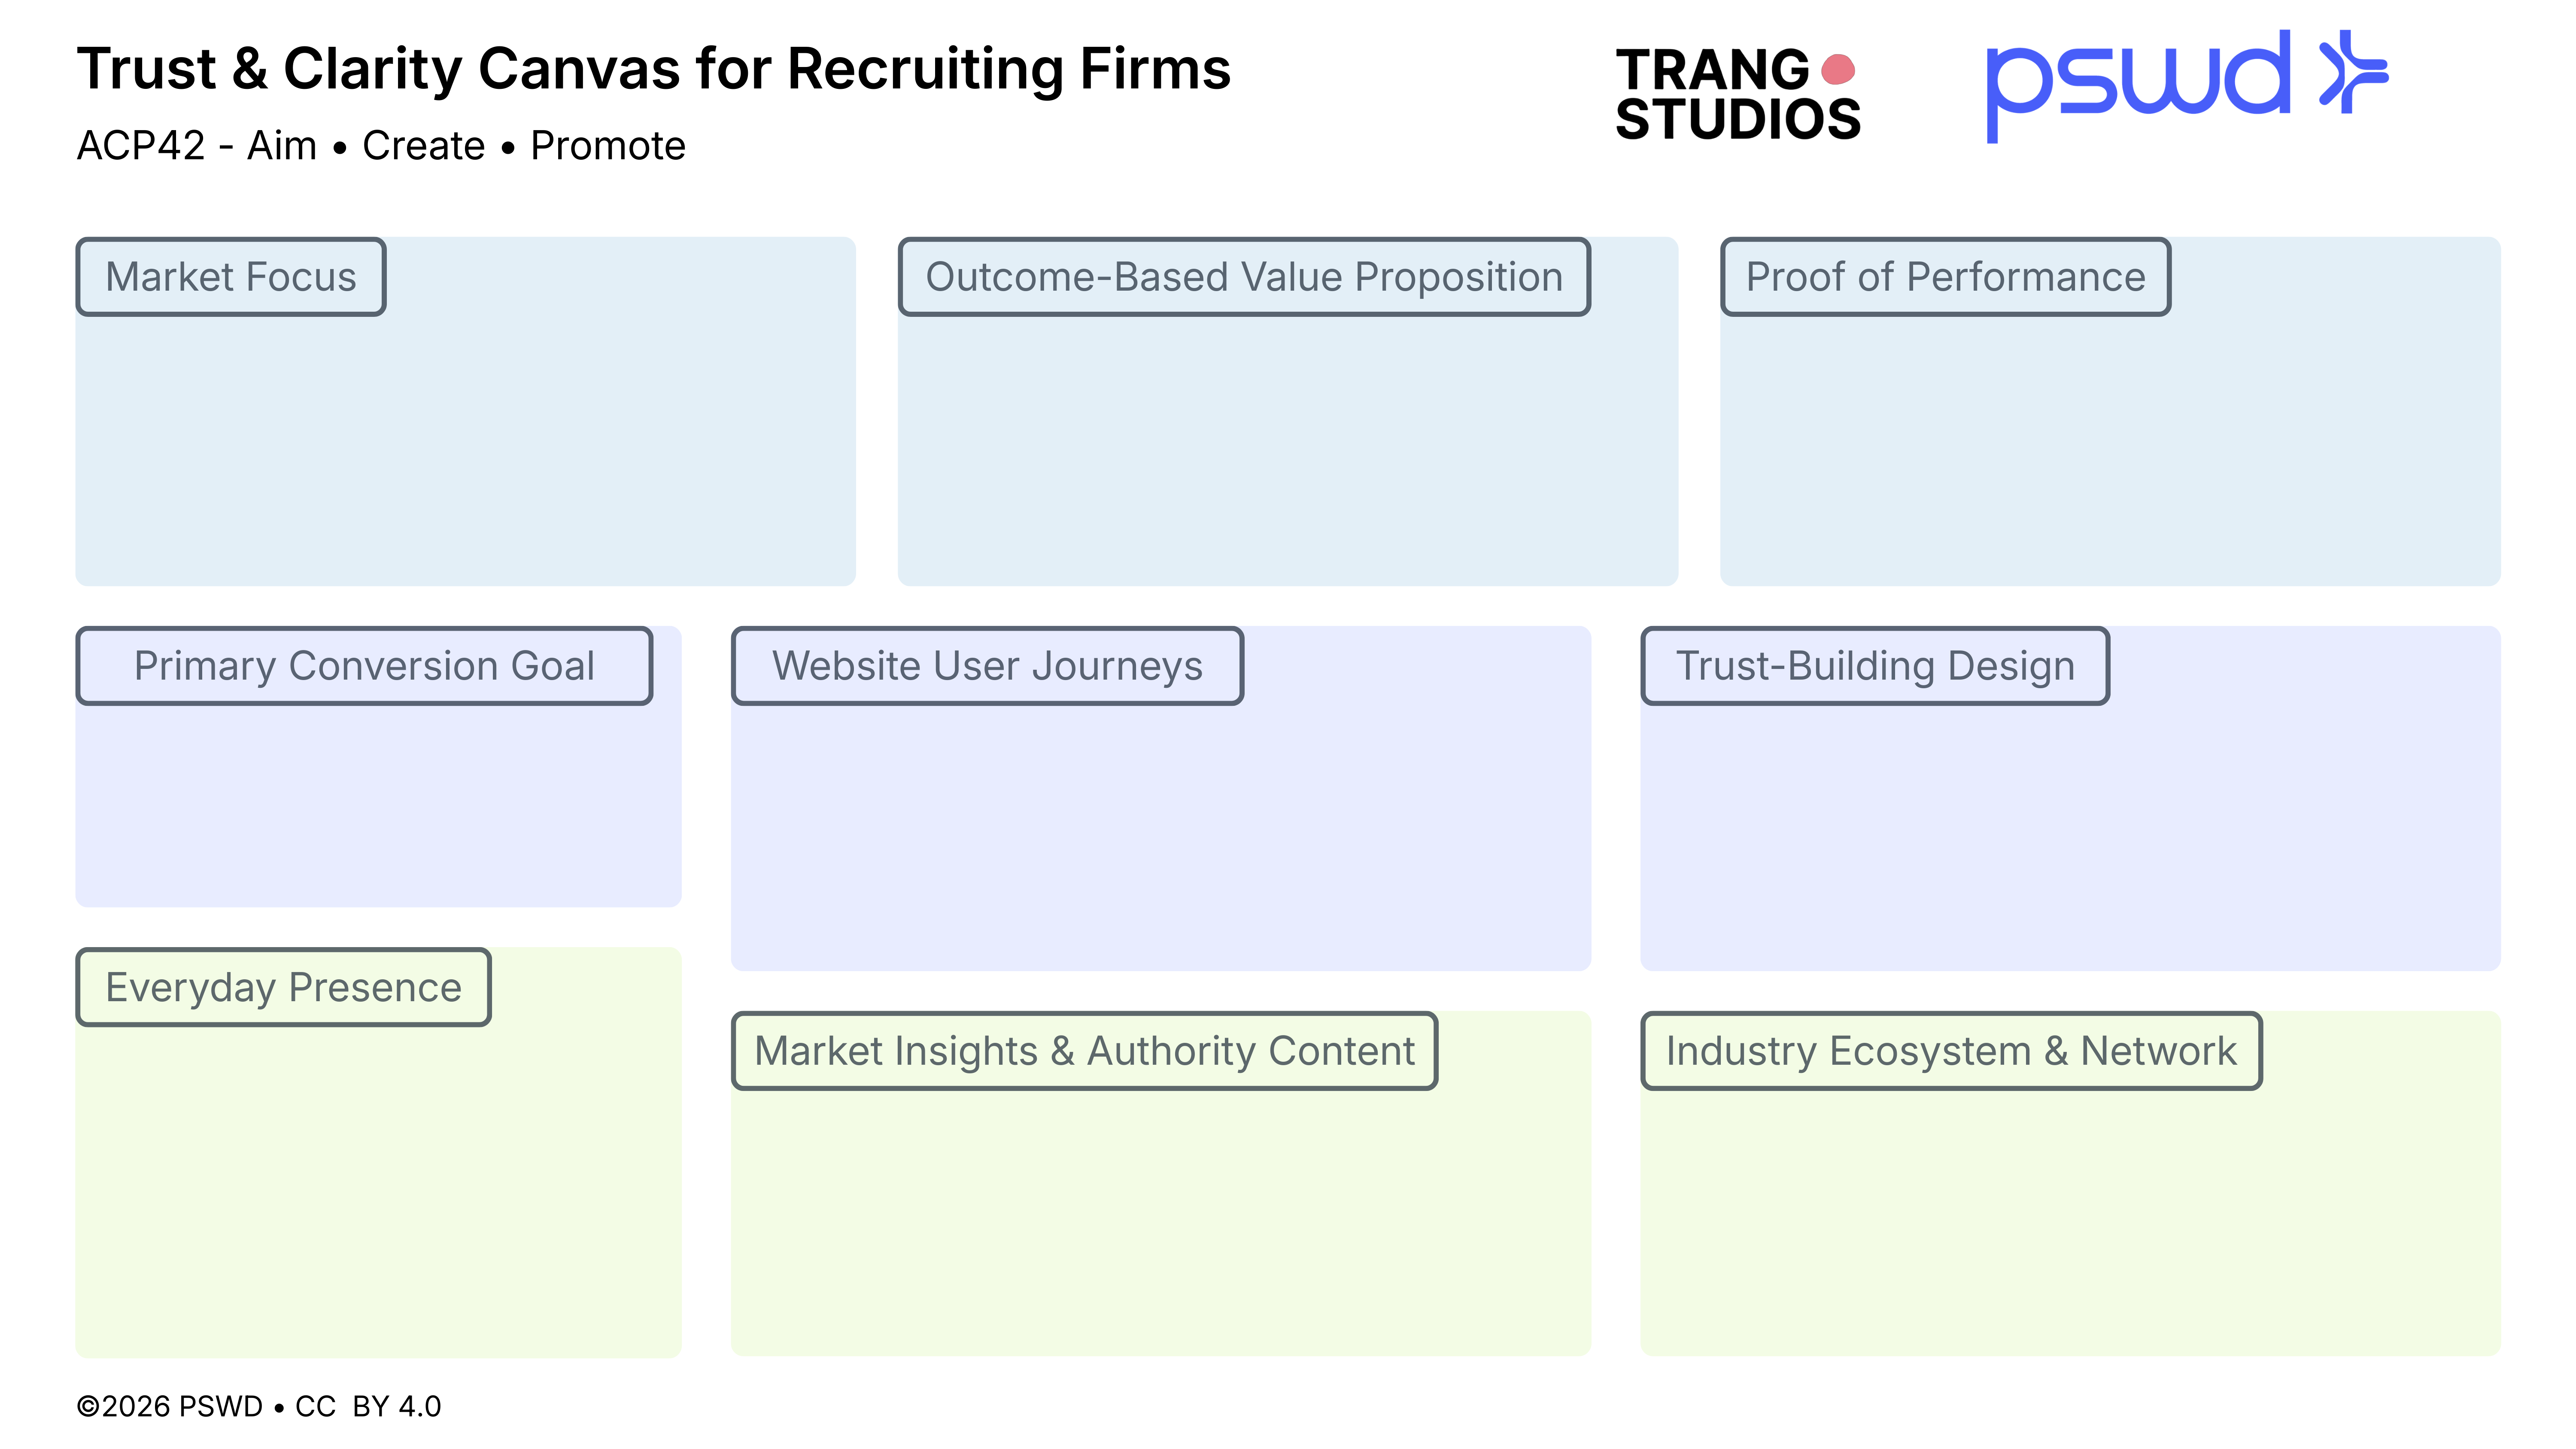 Trust & Clarity Canvas for Recruiting Firms
ACP42 - Aim • Create • Promote
TRANG
STUDIOS
pswd
Market Focus
Outcome-Based Value Proposition
Proof of Performance
Primary Conversion Goal
Website User Journeys
Trust-Building Design
Everyday Presence
Market Insights & Authority Content
Industry Ecosystem & Network
©2026 PSWD • CC  BY 4.0